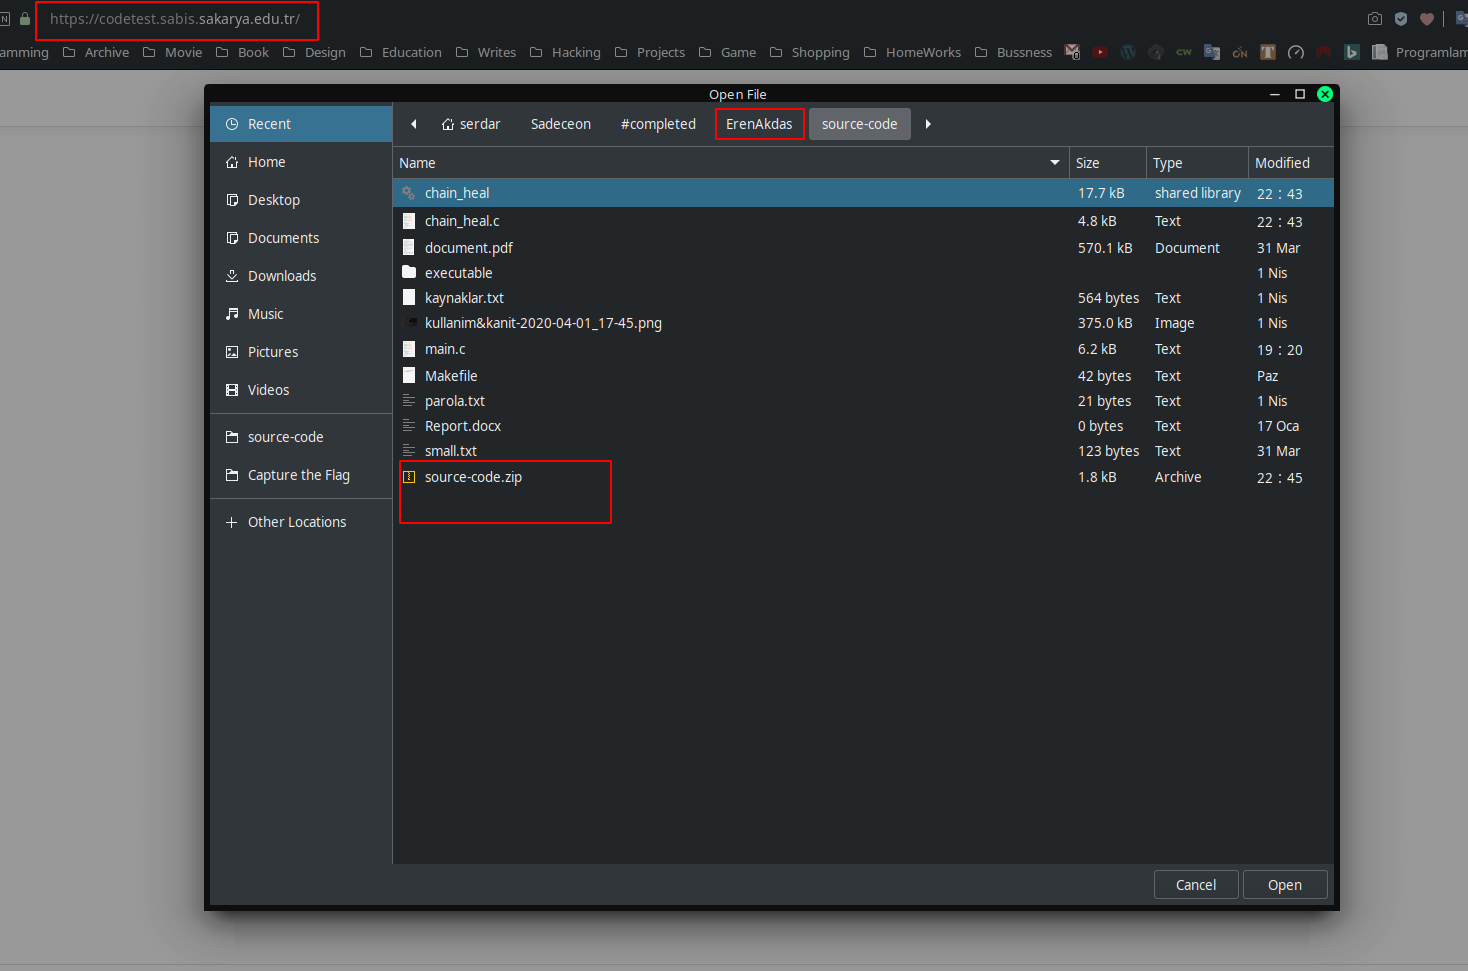 N https://codetest.sabis.sakarya.edu.tr/
amming Archive Movie Book Design Education Writes Hacking Projects Game Shopping HomeWorks Bussness Programlam
Open File
Recent
Home
Desktop
Documents
Downloads
Music
Pictures
Videos
source-code
Capture the Flag
Other Locations
serdar Sadeceon #completed ErenAkdas source-code
Name Size Type Modified
chain_heal 17.7 kB shared library 22 : 43
chain_heal.c 4.8 kB Text 22 : 43
document.pdf 570.1 kB Document 31 Mar
executable 1 Nis
kaynaklar.txt 564 bytes Text 1 Nis
kullanim&kanit-2020-04-01_17-45.png 375.0 kB Image 1 Nis
main.c 6.2 kB Text 19 : 20
Makefile 42 bytes Text Paz
parola.txt 21 bytes Text 1 Nis
Report.docx 0 bytes Text 17 Oca
small.txt 123 bytes Text 31 Mar
source-code.zip 1.8 kB Archive 22 : 45
Cancel Open